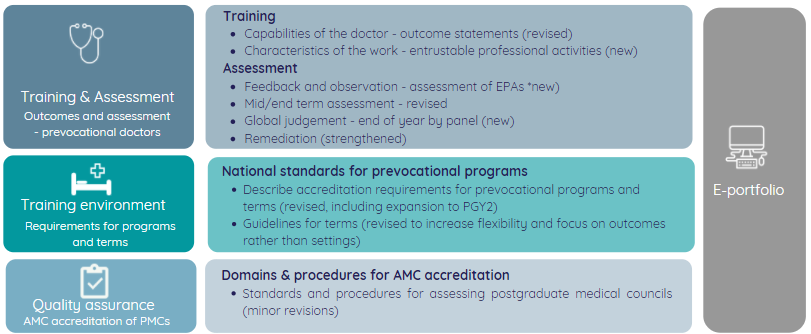 Training & Assessment
Outcomes and assessment
- prevocational doctors
Training
• Capabilities of the doctor - outcome statements (revised)
• Characteristics of the work - entrustable professional activities (new)
Assessment
• Feedback and observation - assessment of EPAs *new)
• Mid/end term assessment - revised
• Global judgement - end of year by panel (new)
• Remediation (strengthened)
Training environment
Requirements for programs
and terms
National standards for prevocational programs
• Describe accreditation requirements for prevocational programs and
terms (revised, including expansion to PGY2)
• Guidelines for terms (revised to increase flexibility and focus on outcomes
rather than settings)
Quality assurance
AMC accreditation of PMCs
Domains & procedures for AMC accreditation
• Standards and procedures for assessing postgraduate medical councils
(minor revisions)
E-portfolio